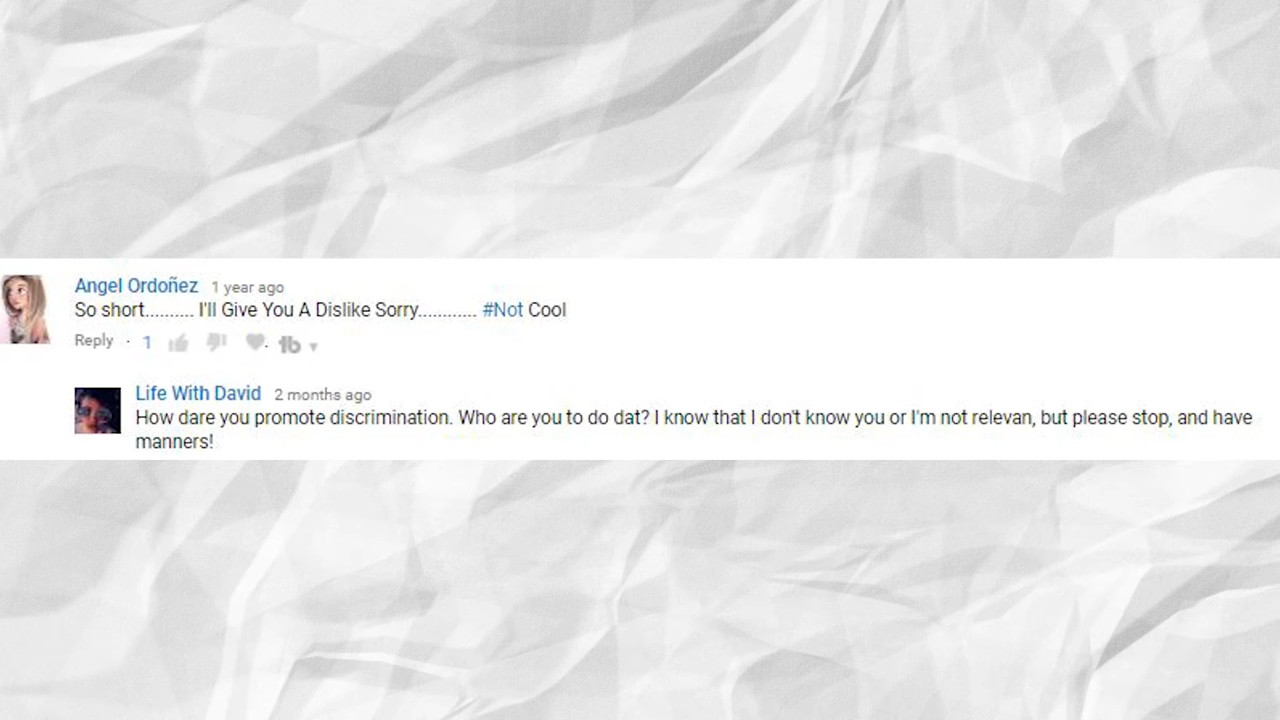 Angel Ordoñez 1 year ago
So short.......... I'll Give You A Dislike Sorry............ #Not Cool
Reply · 1
Life With David 2 months ago
How dare you promote discrimination. Who are you to do dat? I know that I don't know you or I'm not relevan, but please stop, and have
manners!